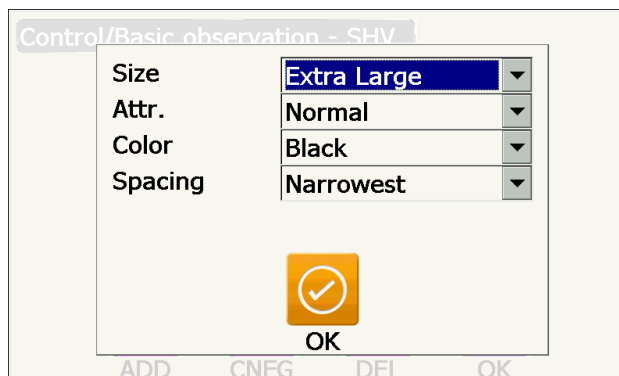 Control/Basic observation - SHV
Size Extra Large
Attr. Normal
Color Black
Spacing Narrowest
OK
ADD CNFG DEL OK